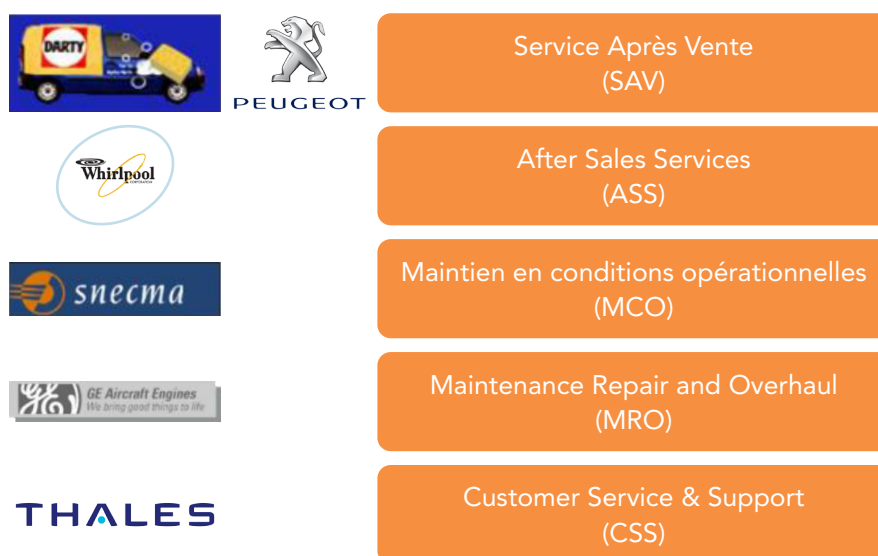 DARTY
PEUGEOT
Service Après Vente
(SAV)
Whirlpool
CORPORATION
After Sales Services
(ASS)
snecma
Maintien en conditions opérationnelles
(MCO)
GE Aircraft Engines
We bring good things to life
Maintenance Repair and Overhaul
(MRO)
THALES
Customer Service & Support
(CSS)